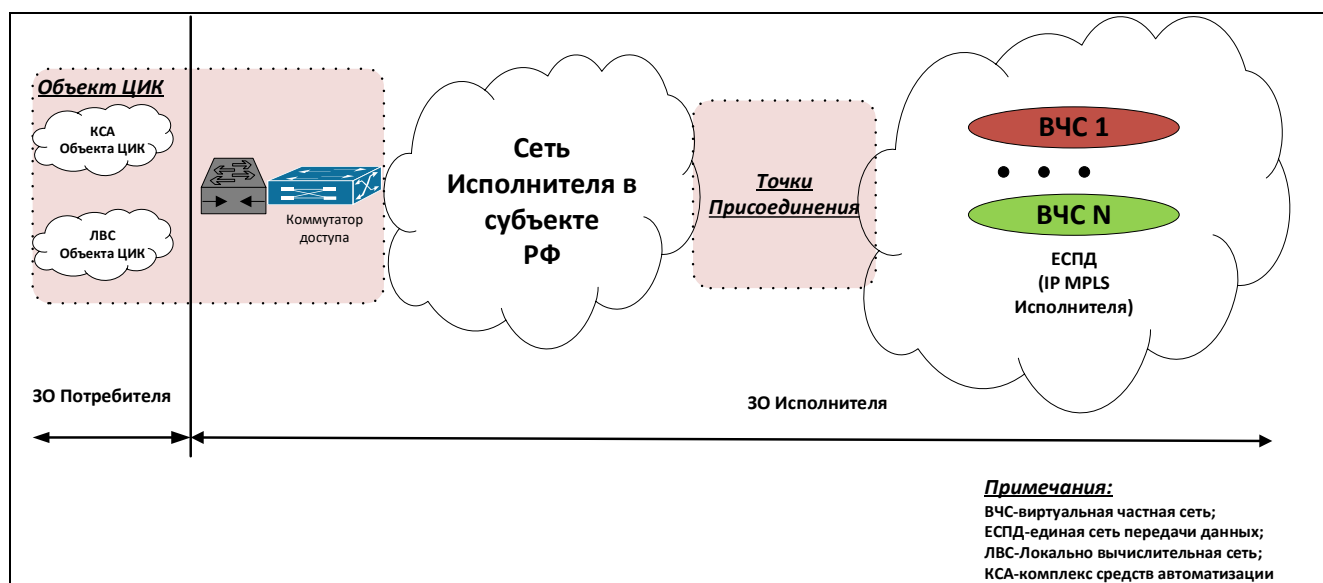 Объект ЦИК
КСА
Объекта ЦИК
ЛВС
Объекта ЦИК
Коммутатор
доступа
Сеть
Исполнителя в
субъекте
РФ
Точки
Присоединения
ВЧС 1
ВЧС N
ЕСПД
(IP MPLS
Исполнителя)
ЗО Потребителя
ЗО Исполнителя
Примечания:
ВЧС-виртуальная частная сеть;
ЕСПД-единая сеть передачи данных;
ЛВС-Локально вычислительная сеть;
КСА-комплекс средств автоматизации